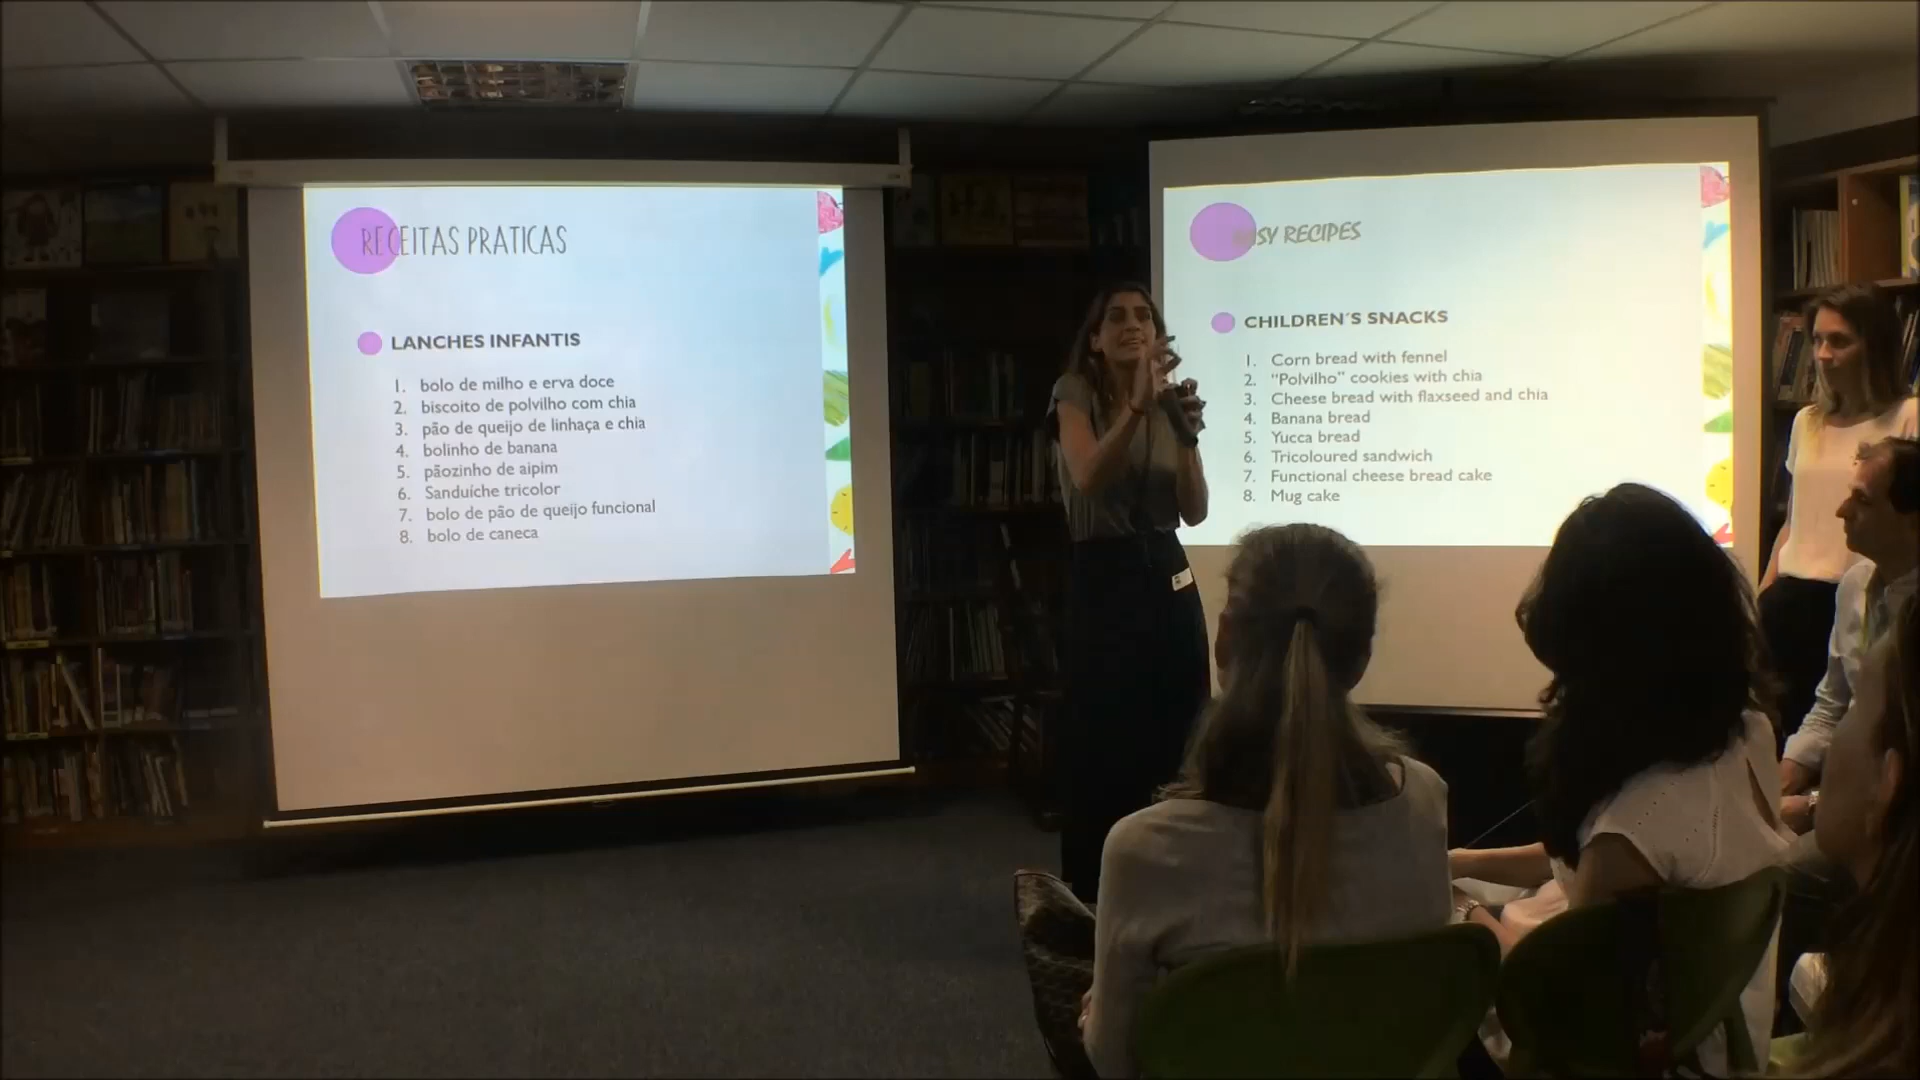 RECEITAS PRATICAS
LANCHES INFANTIS
1. bolo de milho e erva doce
2. biscoito de polvilho com chia
3. pão de queijo de linhaça e chia
4. bolinho de banana
5. pãozinho de aipim
6. Sanduíche tricolor
7. bolo de pão de queijo funcional
8. bolo de caneca
SY RECIPES
CHILDREN´S SNACKS
1. Corn bread with fennel
2. “Polvilho” cookies with chia
3. Cheese bread with flaxseed and chia
4. Banana bread
5. Yucca bread
6. Tricoloured sandwich
7. Functional cheese bread cake
8. Mug cake